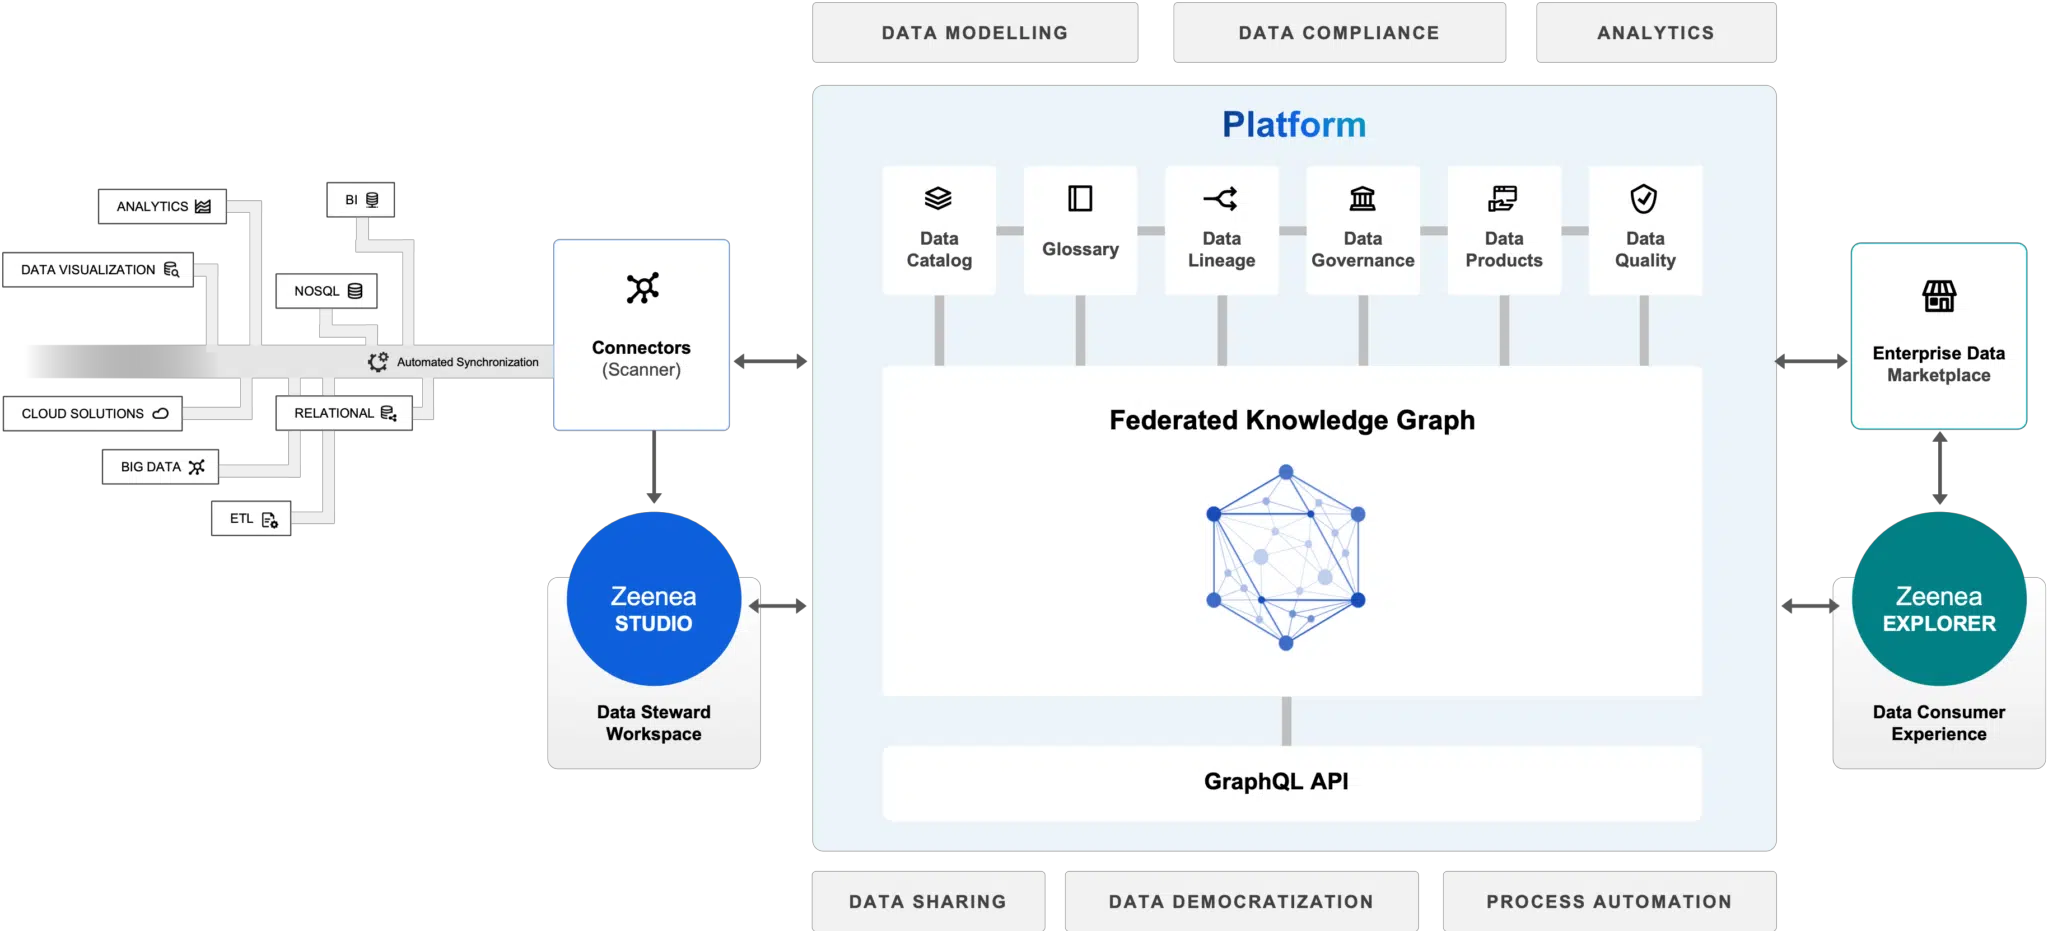 DATA MODELLING
DATA COMPLIANCE
ANALYTICS
Platform
ANALYTICS
BI
DATA VISUALIZATION
NOSQL
Automated Synchronization
CLOUD SOLUTIONS
RELATIONAL
BIG DATA
ETL
Connectors
(Scanner)
Zeenea
STUDIO
Data Steward
Workspace
Data
Catalog
Glossary
Data
Lineage
Data
Governance
Data
Products
Data
Quality
Federated Knowledge Graph
GraphQL API
Enterprise Data
Marketplace
Zeenea
EXPLORER
Data Consumer
Experience
DATA SHARING
DATA DEMOCRATIZATION
PROCESS AUTOMATION